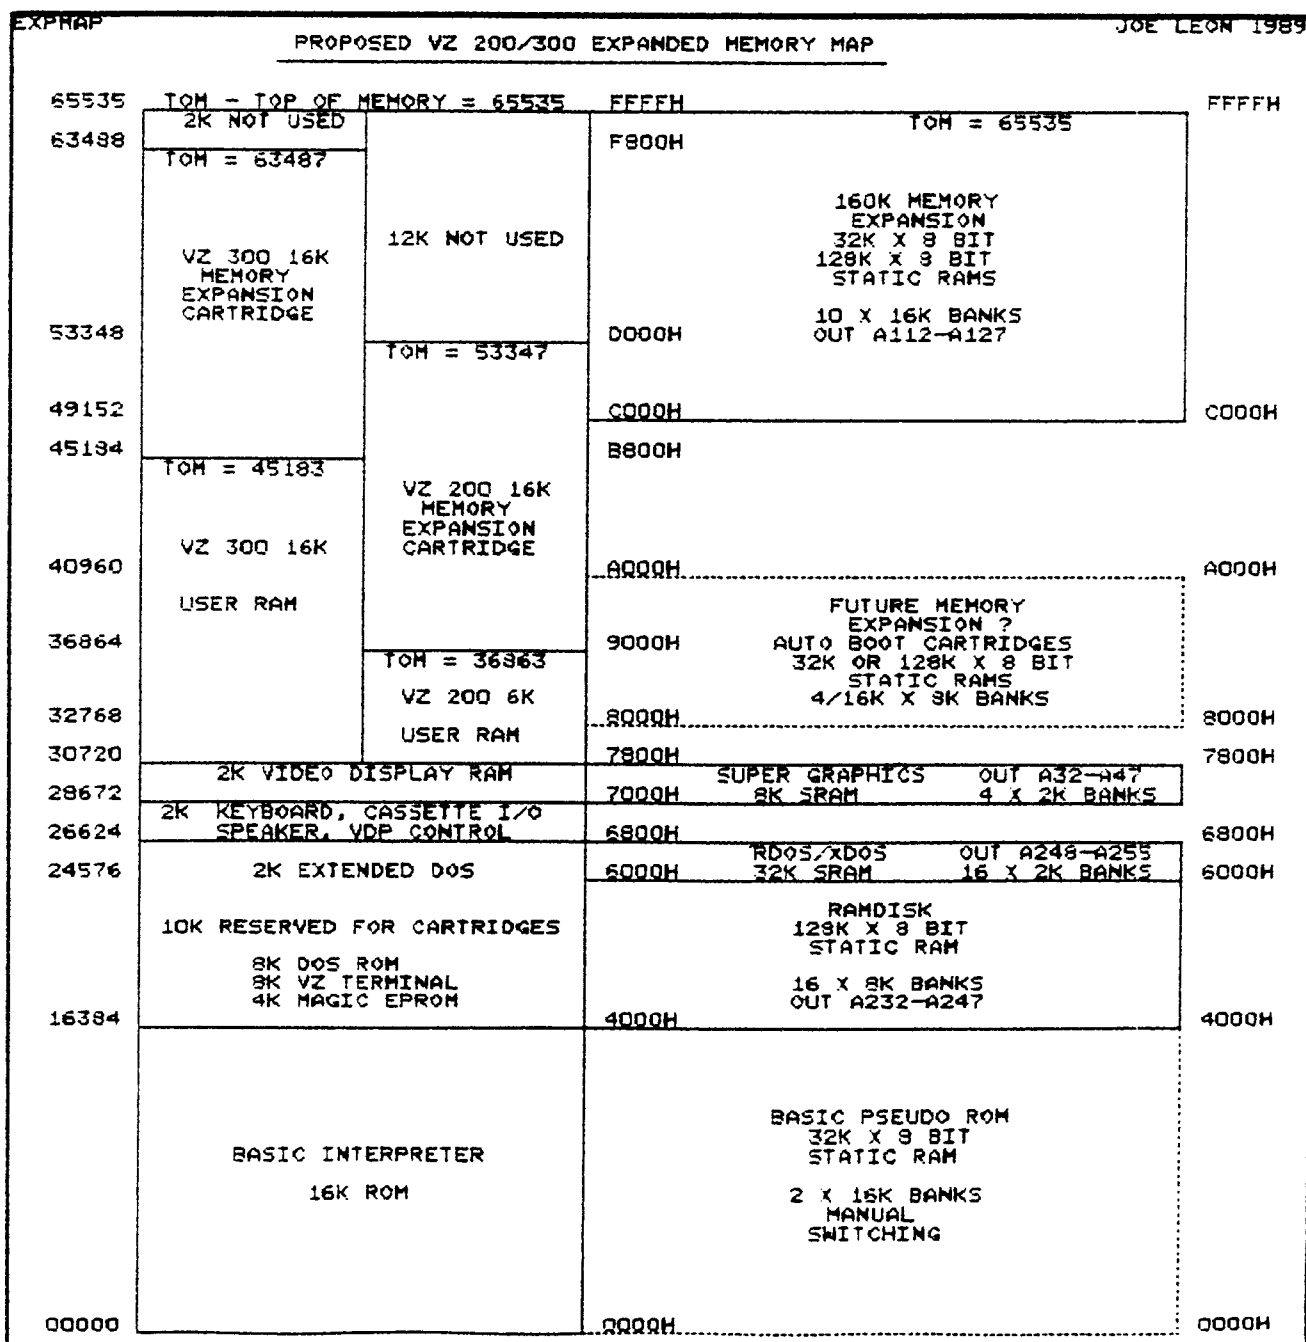 EXPMAP
JOE LEON 1989
PROPOSED VZ 200/300 EXPANDED MEMORY MAP
65535 TOM - TOP OF MEMORY = 65535 FFFFH FFFFH
2K NOT USED
TOM = 65535
63488 F800H
TOM = 63487
160K MEMORY
EXPANSION
32K X 8 BIT
128K X 8 BIT
STATIC RAMS
10 X 16K BANKS
OUT A112-A127
12K NOT USED
VZ 300 16K
MEMORY
EXPANSION
CARTRIDGE
53348 D000H
TOM = 53347
49152 C000H C000H
45184 B800H
TOM = 45183
VZ 200 16K
MEMORY
EXPANSION
CARTRIDGE
VZ 300 16K
USER RAM
40960 A000H A000H
FUTURE MEMORY
EXPANSION ?
AUTO BOOT CARTRIDGES
32K OR 128K X 8 BIT
STATIC RAMS
4/16K X 8K BANKS
36864 9000H
TOM = 36863
VZ 200 6K
USER RAM
32768 8000H 8000H
30720 7800H 7800H
2K VIDEO DISPLAY RAM
SUPER GRAPHICS OUT A32-A47
8K SRAM 4 X 2K BANKS
28672 7000H
2K KEYBOARD, CASSETTE I/O
SPEAKER, VDP CONTROL
26624 6800H 6800H
RDOS/XDOS OUT A248-A255
32K SRAM 16 X 2K BANKS
24576 2K EXTENDED DOS 6000H 6000H
10K RESERVED FOR CARTRIDGES
8K DOS ROM
8K VZ TERMINAL
4K MAGIC EPROM
RAMDISK
128K X 8 BIT
STATIC RAM
16 X 8K BANKS
OUT A232-A247
16384 4000H 4000H
BASIC INTERPRETER
16K ROM
BASIC PSEUDO ROM
32K X 8 BIT
STATIC RAM
2 X 16K BANKS
MANUAL
SWITCHING
00000 0000H 0000H